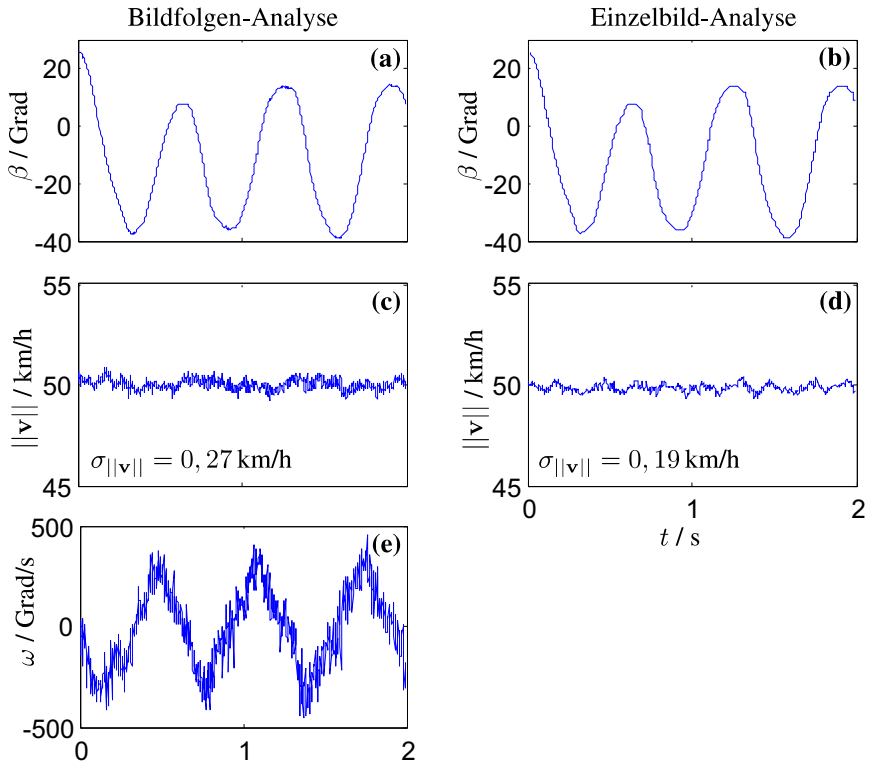 Bildfolgen-Analyse
Einzelbild-Analyse
(a)
β / Grad
20
0
-20
-40
(b)
β / Grad
20
0
-20
-40
(c)
||v|| / km/h
55
50
45
σ||v|| = 0, 27 km/h
(d)
||v|| / km/h
55
50
45
σ||v|| = 0, 19 km/h
0 1 2
t / s
(e)
ω / Grad/s
500
0
-500
0 1 2